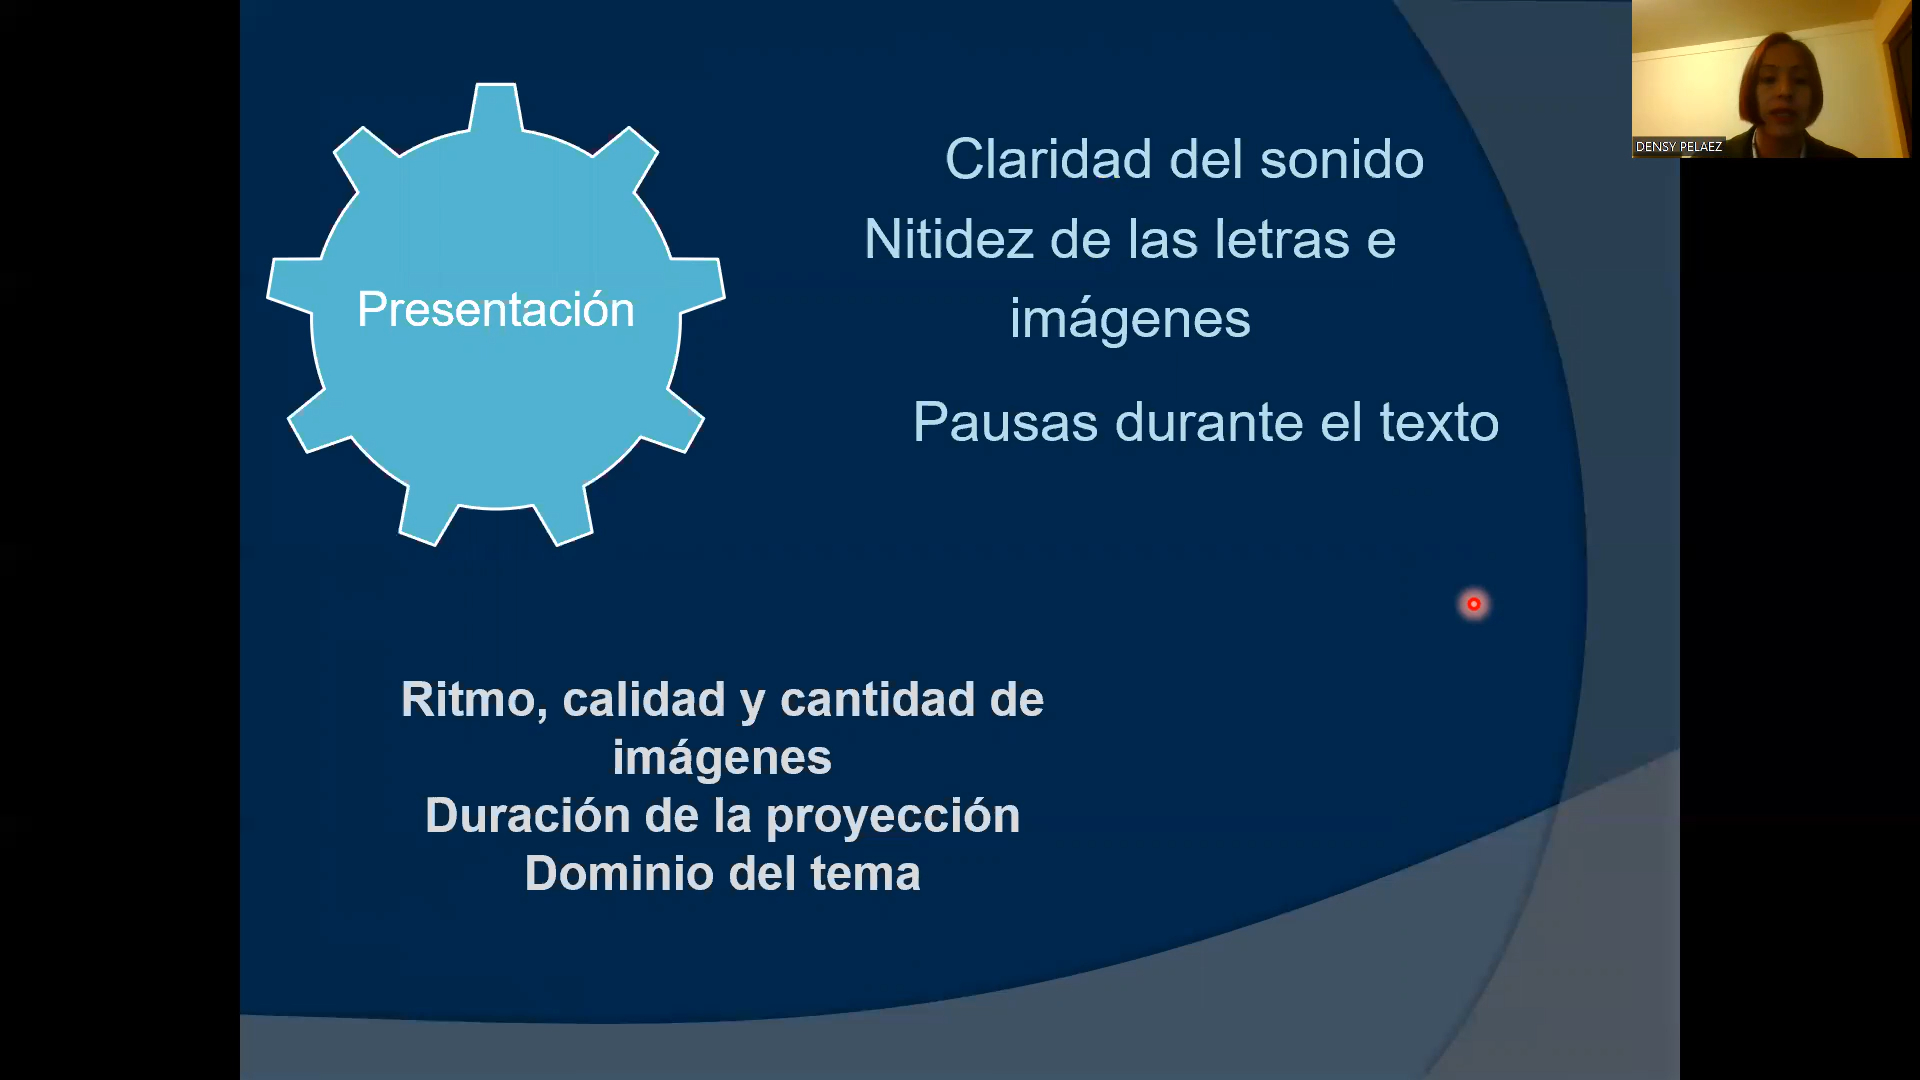 DENSY PELAEZ
Presentación
Claridad del sonido
Nitidez de las letras e
imágenes
Pausas durante el texto
Ritmo, calidad y cantidad de
imágenes
Duración de la proyección
Dominio del tema